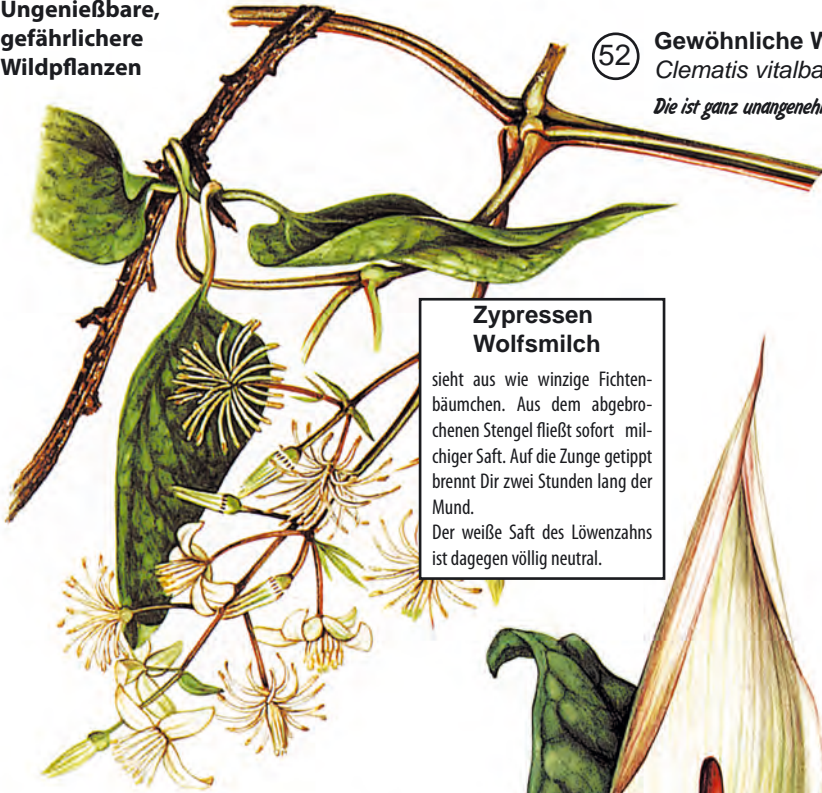 Ungenießbare,
gefährlichere
Wildpflanzen
52
Gewöhnliche W
Clematis vitalba
Die ist ganz unangeneh
Zypressen
Wolfsmilch
sieht aus wie winzige Fichten-
bäumchen. Aus dem abgebro-
chenen Stengel fließt sofort mil-
chiger Saft. Auf die Zunge getippt
brennt Dir zwei Stunden lang der
Mund.
Der weiße Saft des Löwenzahns
ist dagegen völlig neutral.